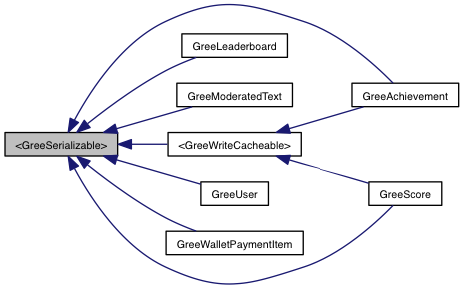 GreeLeaderboard
GreeModeratedText
GreeAchievement
<GreeSerializable>
<GreeWriteCacheable>
GreeUser
GreeScore
GreeWalletPaymentItem